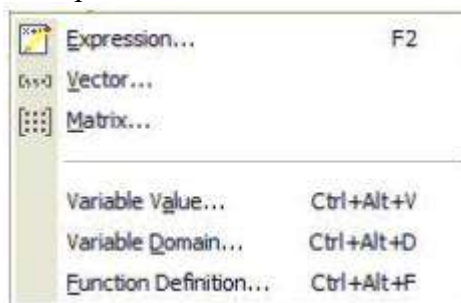 Expression... F2
Vector...
Matrix...
Variable Value... Ctrl+Alt+V
Variable Domain... Ctrl+Alt+D
Function Definition... Ctrl+Alt+F